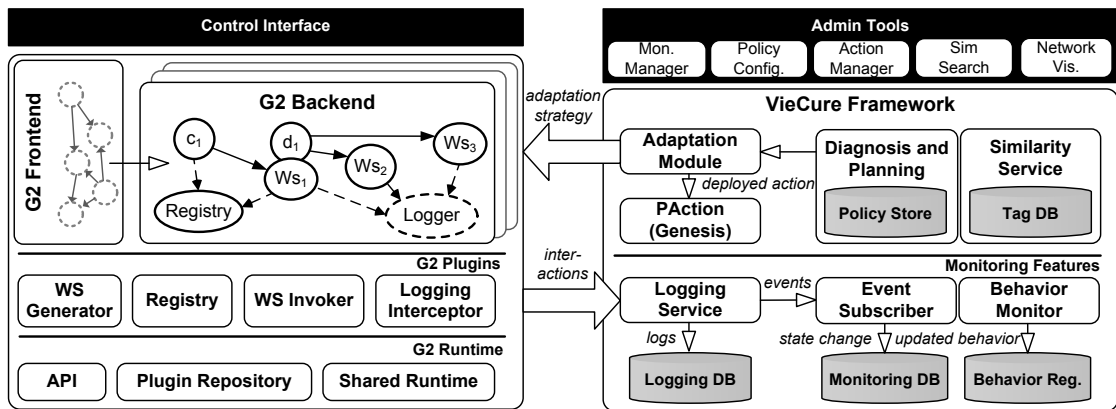 Control Interface
G2 Frontend
G2 Backend
c1
d1
Ws1
Ws2
Ws3
Registry
Logger
G2 Plugins
WS
Generator
Registry
WS Invoker
Logging
Interceptor
G2 Runtime
API
Plugin Repository
Shared Runtime
adaptation
strategy
inter-
actions
Admin Tools
Mon.
Manager
Policy
Config.
Action
Manager
Sim
Search
Network
Vis.
VieCure Framework
Adaptation
Module
deployed action
PAction
(Genesis)
Diagnosis and
Planning
Policy Store
Similarity
Service
Tag DB
Monitoring Features
Logging
Service
events
Event
Subscriber
Behavior
Monitor
logs
state change
updated behavior
Logging DB
Monitoring DB
Behavior Reg.